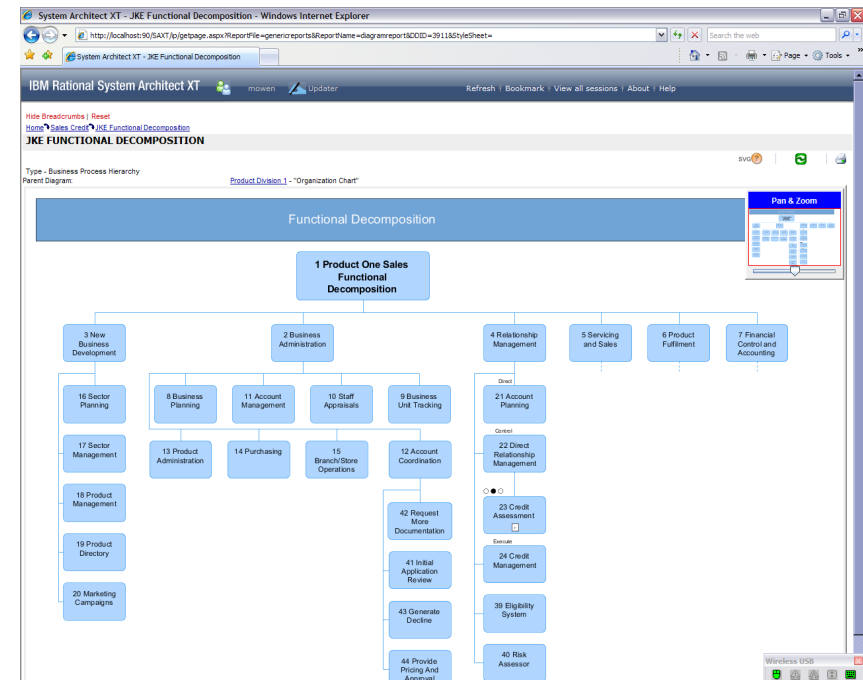 System Architect XT - JKE Functional Decomposition - Windows Internet Explorer
http://localhost:90/SAXT/ip/getpage.aspx?ReportFile=genericreports&ReportName=diagramreport&DDID=3911&StyleSheet=
Search the web
System Architect XT - JKE Functional Decomposition
Page
Tools
IBM Rational System Architect XT
mowen
Updater
Refresh
Bookmark
View all sessions
About
Help
Hide Breadcrumbs | Reset
Home Sales Credit JKE Functional Decomposition
JKE FUNCTIONAL DECOMPOSITION
SVG
Type - Business Process Hierarchy
Parent Diagram: Product Division 1 - "Organization Chart"
Pan & Zoom
Functional Decomposition
1 Product One Sales
Functional
Decomposition
3 New
Business
Development
2 Business
Administration
4 Relationship
Management
5 Servicing
and Sales
6 Product
Fulfilment
7 Financial
Control and
Accounting
16 Sector
Planning
17 Sector
Management
18 Product
Management
19 Product
Directory
20 Marketing
Campaigns
8 Business
Planning
11 Account
Management
10 Staff
Appraisals
9 Business
Unit Tracking
13 Product
Administration
14 Purchasing
15
Branch/Store
Operations
12 Account
Coordination
42 Request
More
Documentation
41 Initial
Application
Review
43 Generate
Decline
44 Provide
Pricing And
Approval
Direct
21 Account
Planning
Control
22 Direct
Relationship
Management
23 Credit
Assessment
Execute
24 Credit
Management
39 Eligibility
System
40 Risk
Assessor
Wireless USB